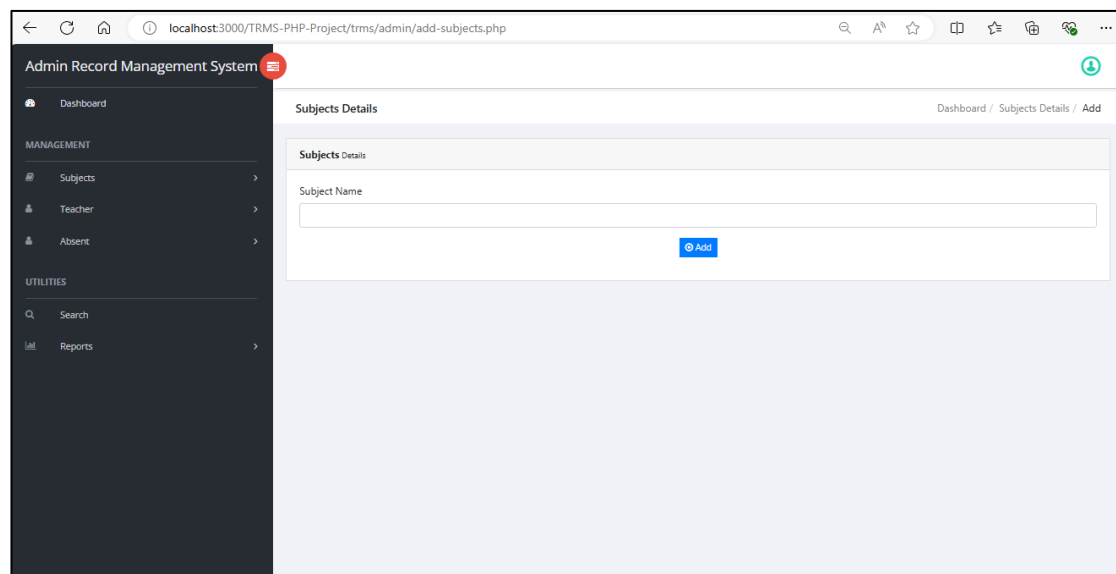 localhost:3000/TRMS-PHP-Project/trms/admin/add-subjects.php
Admin Record Management System
Dashboard
MANAGEMENT
Subjects
Teacher
Absent
UTILITIES
Search
Reports
Subjects Details
Dashboard / Subjects Details / Add
Subjects Details
Subject Name
Add